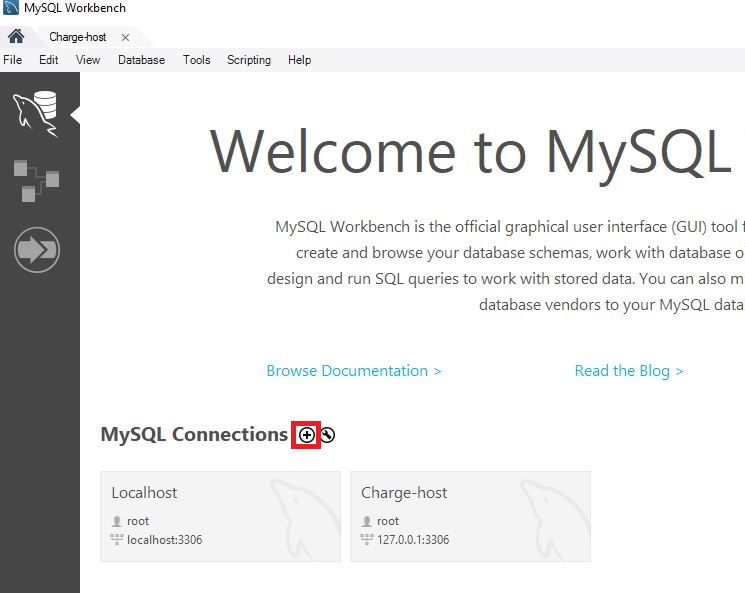 MySQL Workbench
Charge-host
File Edit View Database Tools Scripting Help
Welcome to MySQL
MySQL Workbench is the official graphical user interface (GUI) tool f
create and browse your database schemas, work with database o
design and run SQL queries to work with stored data. You can also m
database vendors to your MySQL data
Browse Documentation > Read the Blog >
MySQL Connections
Localhost
root
localhost:3306
Charge-host
root
127.0.0.1:3306